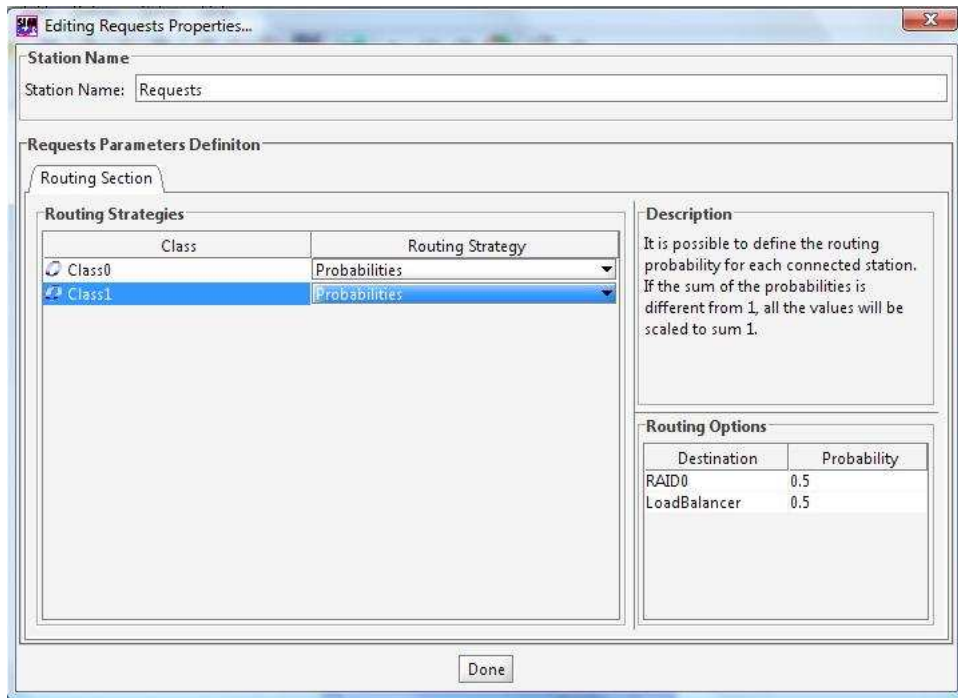 Editing Requests Properties...
Station Name
Station Name: Requests
Requests Parameters Definiton
Routing Section
Routing Strategies
Class Routing Strategy
Class0 Probabilities
Class1 Probabilities
Description
It is possible to define the routing
probability for each connected station.
If the sum of the probabilities is
different from 1, all the values will be
scaled to sum 1.
Routing Options
Destination Probability
RAID0 0.5
LoadBalancer 0.5
Done